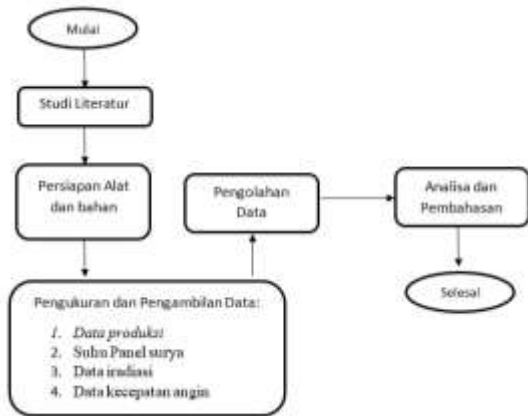 Mulai
Studi Literatur
Persiapan Alat
dan bahan
Pengukuran dan Pengambilan Data:
1. Data produksi
2. Suhu Panel surya
3. Data iradiasi
4. Data kecepatan angin
Pengolahan
Data
Analisa dan
Pembahasan
Selesai